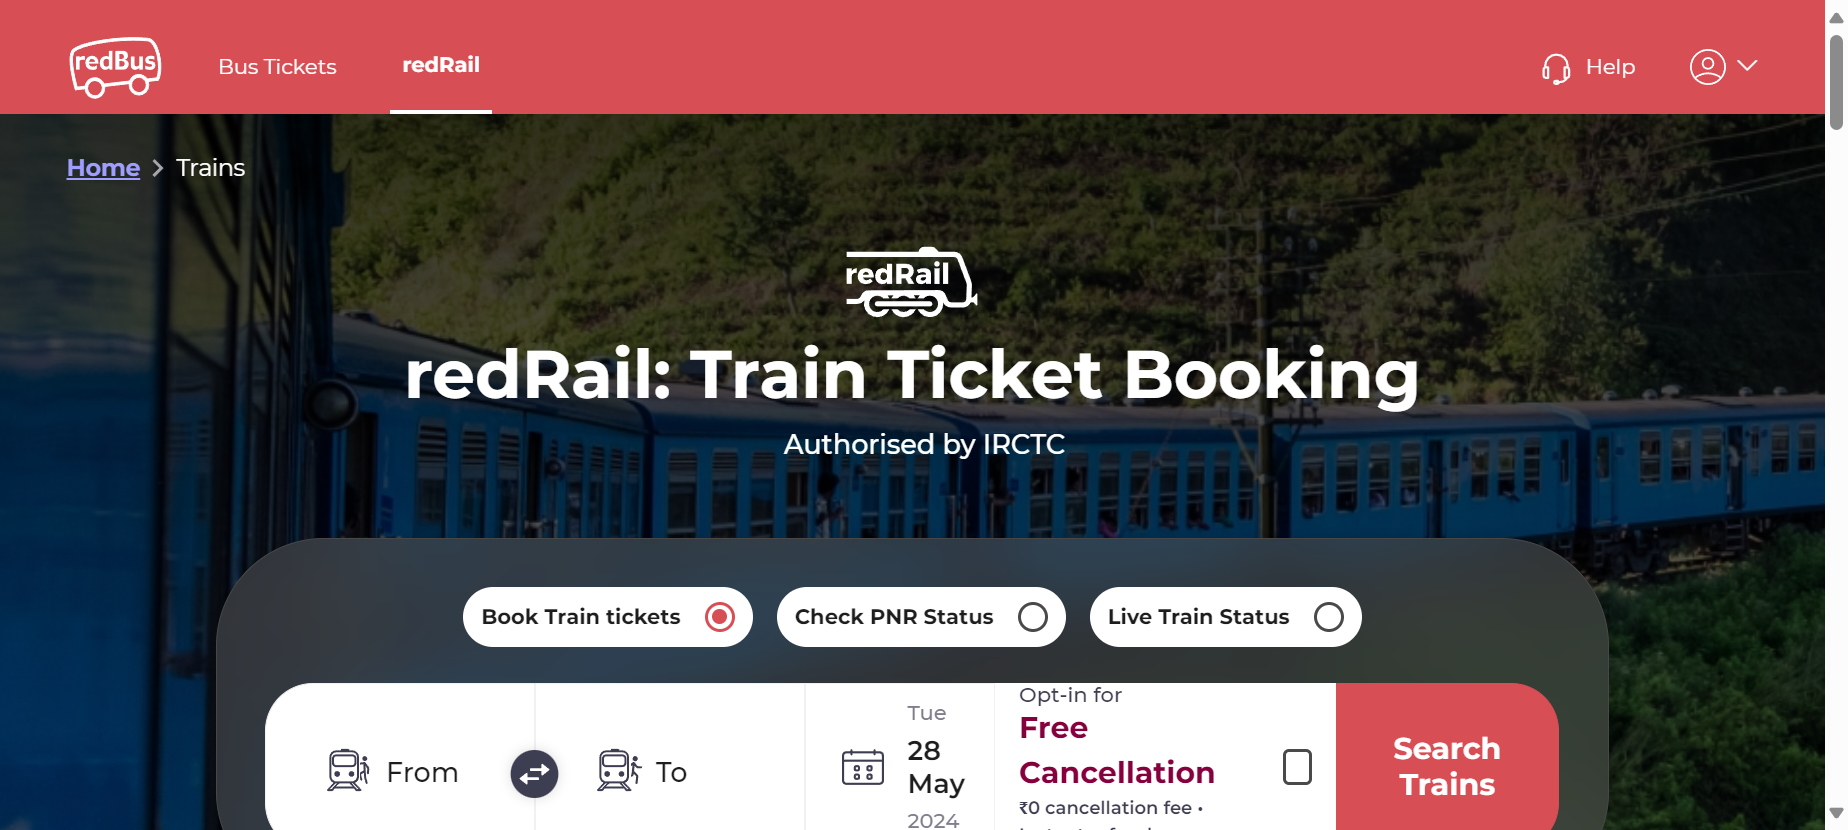 redBus
Bus Tickets
redRail
Help
Home
Trains
redRail
redRail: Train Ticket Booking
Authorised by IRCTC
Book Train tickets
Check PNR Status
Live Train Status
From
To
Tue
28
May
2024
Opt-in for
Free
Cancellation
₹0 cancellation fee •
Search
Trains